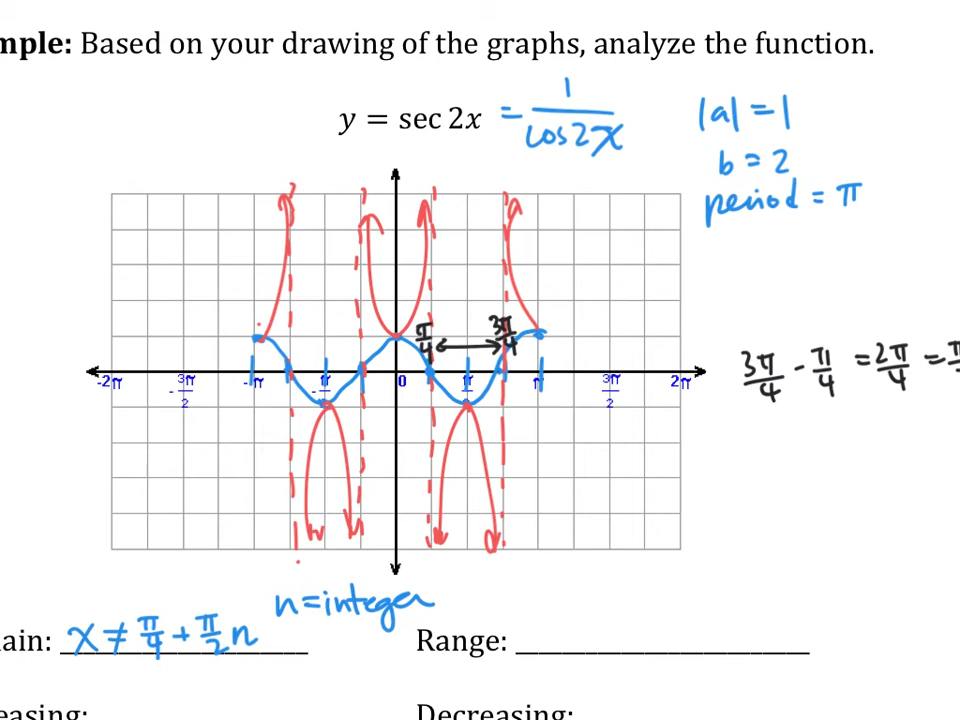 mple: Based on your drawing of the graphs, analyze the function.
y = sec 2x = 1/cos2x
|a| = 1
b = 2
period = π
π/4 3π/4
-2π -3π/2 -π -π 0 π π 3π/2 2π
3π/4 - π/4 = 2π/4 = π
n = integer
ain: x ≠ π/4 + π/2 n Range:
easing: Decreasing: